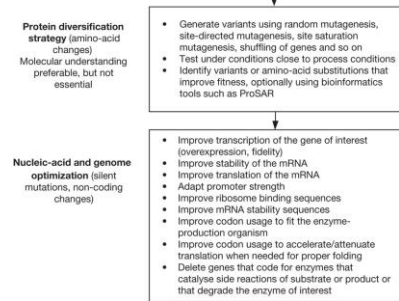 Protein diversification
strategy (amino-acid
changes)
Molecular understanding
preferable, but not
essential
• Generate variants using random mutagenesis,
site-directed mutagenesis, site saturation
mutagenesis, shuffling of genes and so on
• Test under conditions close to process conditions
• Identify variants or amino-acid substitutions that
improve fitness, optionally using bioinformatics
tools such as ProSAR
Nucleic-acid and genome
optimization (silent
mutations, non-coding
changes)
• Improve transcription of the gene of interest
(overexpression, fidelity)
• Improve stability of the mRNA
• Improve translation of the mRNA
• Adapt promoter strength
• Improve ribosome binding sequences
• Improve mRNA stability sequences
• Improve codon usage to fit the enzyme-
production organism
• Improve codon usage to accelerate/attenuate
translation when needed for proper folding
• Delete genes that code for enzymes that
catalyse side reactions of substrate or product or
that degrade the enzyme of interest